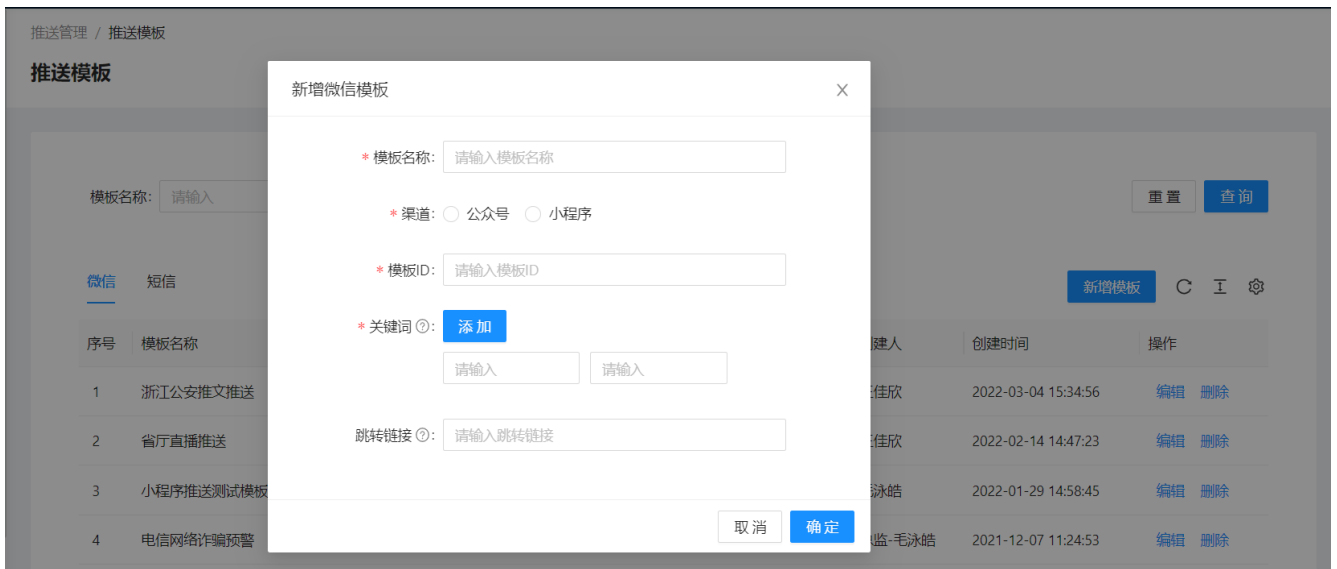 推送管理 / 推送模板
推送模板
新增微信模板
* 模板名称: 请输入模板名称
模板名称: 请输入
重置 查询
* 渠道: 公众号 小程序
* 模板ID: 请输入模板ID
微信 短信
新增模板
* 关键词: 添加
请输入 请输入
序号 模板名称 建人 创建时间 操作
1 浙江公安推文推送 佳欣 2022-03-04 15:34:56 编辑 删除
跳转链接: 请输入跳转链接
2 省厅直播推送 佳欣 2022-02-14 14:47:23 编辑 删除
3 小程序推送测试模板 泳皓 2022-01-29 14:58:45 编辑 删除
取消 确定
4 电信网络诈骗预警 监-毛泳皓 2021-12-07 11:24:53 编辑 删除